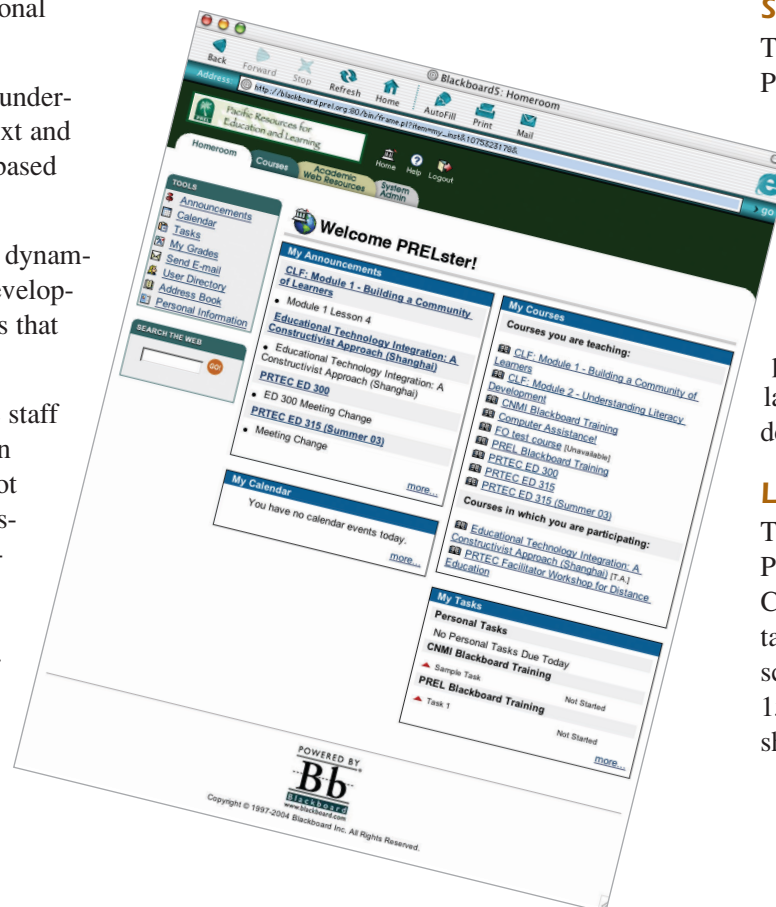 onal
under-
xt and
based
dynam-
evelop-
s that
staff
n
ot
s-
-
.
Blackboard5: Homeroom
Back Forward Stop Refresh Home AutoFill Print Mail
Address:
go
PREL
Pacific Resources for
Education and Learning
Home Help Logout
Homeroom Courses Academic
Web Resources System
Admin
TOOLS
Announcements
Calendar
Tasks
My Grades
Send E-mail
User Directory
Address Book
Personal Information
SEARCH THE WEB
GO!
Welcome PRELster!
My Announcements
CLF: Module 1 - Building a Community
of Learners
• Module 1 Lesson 4
Educational Technology Integration: A
Constructivist Approach (Shanghai)
• Educational Technology Integration: A
Constructivist Approach (Shanghai)
PRTEC ED 300
• ED 300 Meeting Change
PRTEC ED 315 (Summer 03)
• Meeting Change
more...
My Calendar
You have no calendar events today.
more...
My Courses
Courses you are teaching:
CLF: Module 1 - Building a Community of
Learners
CLF: Module 2 - Understanding Literacy
Development
CNMI Blackboard Training
Computer Assistance!
FO test course [Unavailable]
PREL Blackboard Training
PRTEC ED 300
PRTEC ED 315
PRTEC ED 315 (Summer 03)
Courses in which you are participating:
Educational Technology Integration: A
Constructivist Approach (Shanghai) [T.A.]
PRTEC Facilitator Workshop for Distance
Education
My Tasks
Personal Tasks
No Personal Tasks Due Today
CNMI Blackboard Training
Sample Task Not Started
PREL Blackboard Training
Task 1 Not Started
more...
POWERED BY
Bb
Blackboard
www.blackboard.com
Copyright © 1997-2004 Blackboard Inc. All Rights Reserved.
S
T
P
la
de
L
T
P
C
ta
sc
1.
sh